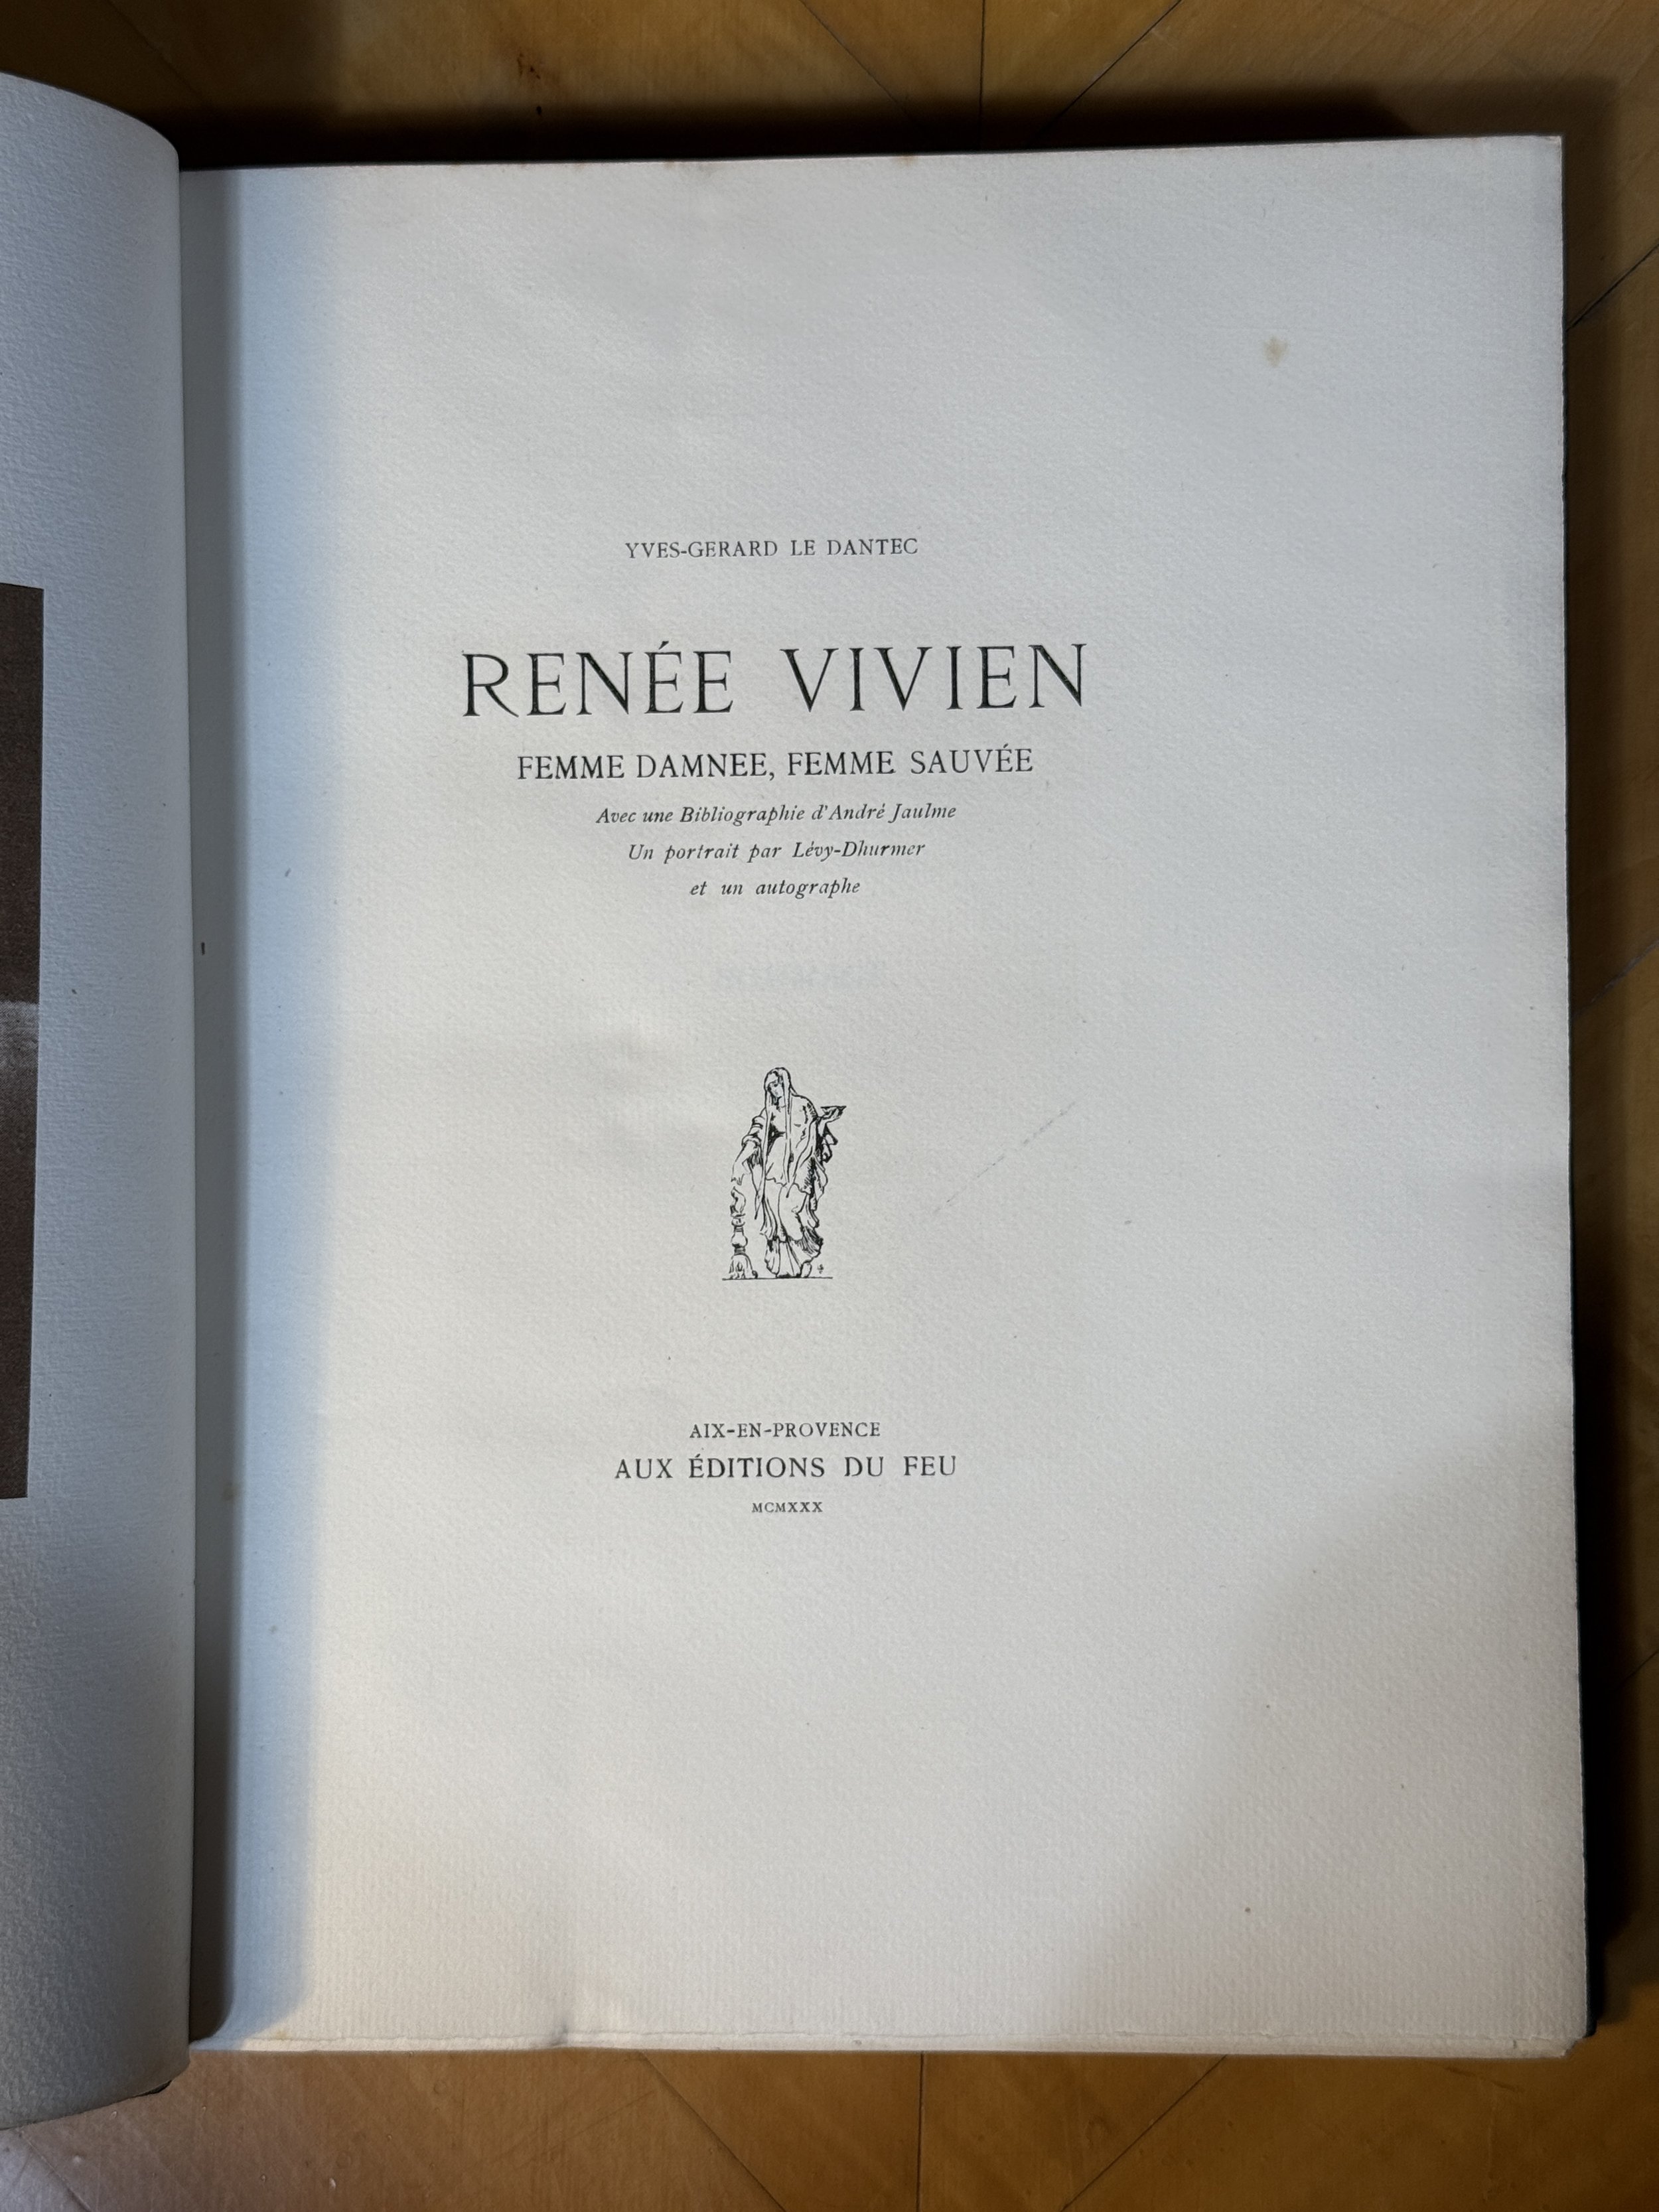 YVES-GERARD LE DANTEC
RENÉE VIVIEN
FEMME DAMNEE, FEMME SAUVÉE
Avec une Bibliographie d'André Jaulme
Un portrait par Lévy-Dhurmer
et un autographe
AIX-EN-PROVENCE
AUX ÉDITIONS DU FEU
MCMXXX